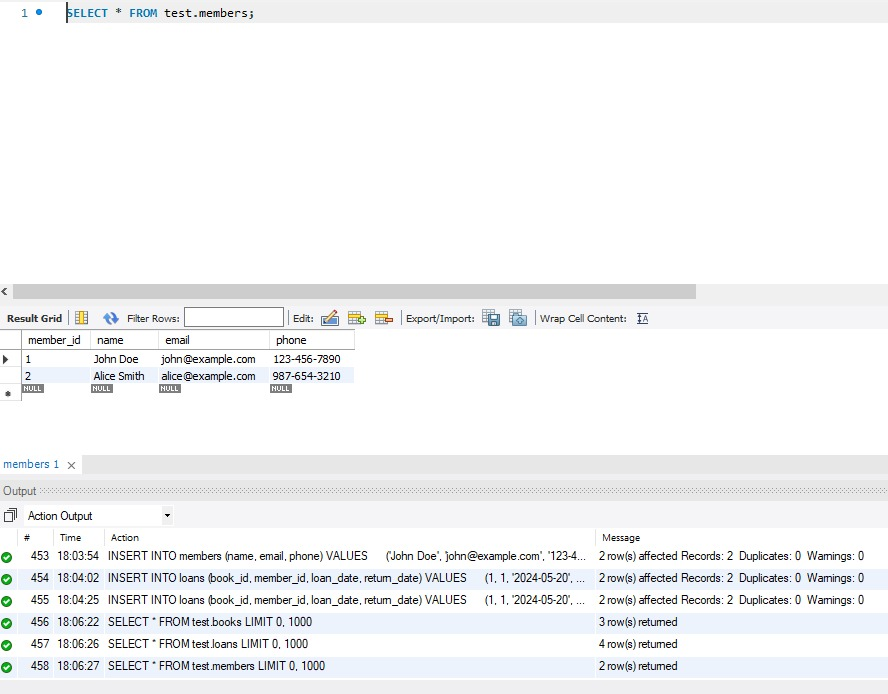 1 SELECT * FROM test.members;
Result Grid Filter Rows: Edit: Export/Import: Wrap Cell Content: IA
member_id name email phone
1 John Doe john@example.com 123-456-7890
2 Alice Smith alice@example.com 987-654-3210
NULL NULL NULL NULL
members 1
Output
Action Output
# Time Action Message
453 18:03:54 INSERT INTO members (name, email, phone) VALUES ('John Doe', 'john@example.com', '123-4... 2 row(s) affected Records: 2 Duplicates: 0 Warnings: 0
454 18:04:02 INSERT INTO loans (book_id, member_id, loan_date, return_date) VALUES (1, 1, '2024-05-20', ... 2 row(s) affected Records: 2 Duplicates: 0 Warnings: 0
455 18:04:25 INSERT INTO loans (book_id, member_id, loan_date, return_date) VALUES (1, 1, '2024-05-20', ... 2 row(s) affected Records: 2 Duplicates: 0 Warnings: 0
456 18:06:22 SELECT * FROM test.books LIMIT 0, 1000 3 row(s) returned
457 18:06:26 SELECT * FROM test.loans LIMIT 0, 1000 4 row(s) returned
458 18:06:27 SELECT * FROM test.members LIMIT 0, 1000 2 row(s) returned